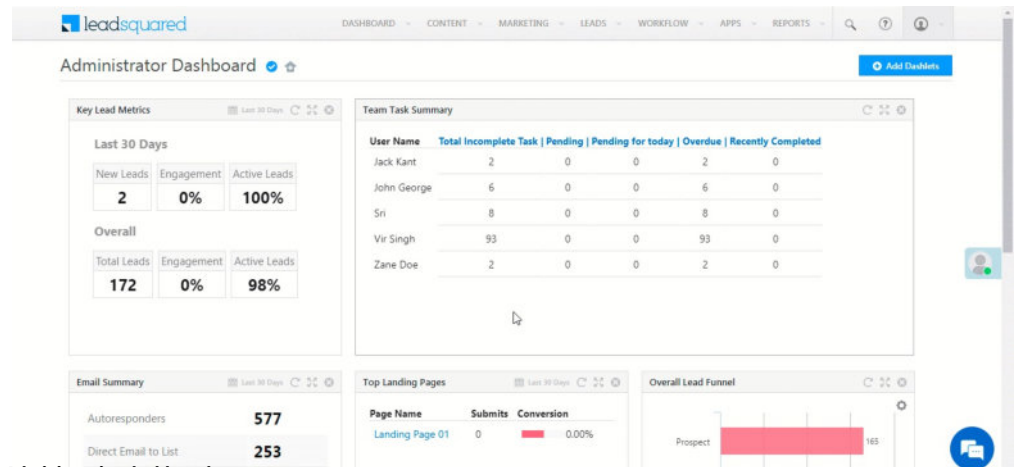 leadsquared
DASHBOARD CONTENT MARKETING LEADS WORKFLOW APPS REPORTS
Administrator Dashboard
Add Dashlets
Key Lead Metrics Last 30 Days
Last 30 Days
New Leads Engagement Active Leads
2 0% 100%
Overall
Total Leads Engagement Active Leads
172 0% 98%
Team Task Summary
User Name Total Incomplete Task | Pending | Pending for today | Overdue | Recently Completed
Jack Kant 2 0 0 2 0
John George 6 0 0 6 0
Sri 8 0 0 8 0
Vir Singh 93 0 0 93 0
Zane Doe 2 0 0 2 0
Email Summary Last 30 Days
Autoresponders 577
Direct Email to List 253
Top Landing Pages Last 30 Days
Page Name Submits Conversion
Landing Page 01 0 0.00%
Overall Lead Funnel
Prospect 165